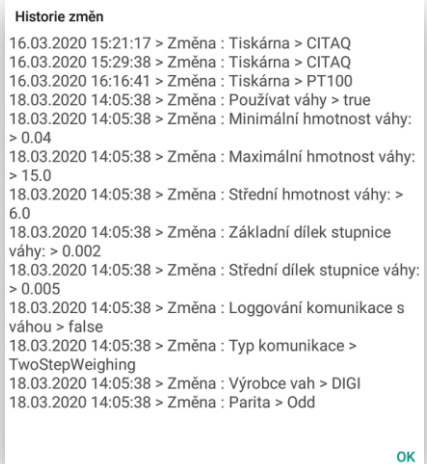 Historie změn
16.03.2020 15:21:17 > Změna : Tiskárna > CITAQ
16.03.2020 15:29:38 > Změna : Tiskárna > CITAQ
16.03.2020 16:16:41 > Změna : Tiskárna > PT100
18.03.2020 14:05:38 > Změna : Používat váhy > true
18.03.2020 14:05:38 > Změna : Minimální hmotnost váhy:
> 0.04
18.03.2020 14:05:38 > Změna : Maximální hmotnost váhy:
> 15.0
18.03.2020 14:05:38 > Změna : Střední hmotnost váhy: >
6.0
18.03.2020 14:05:38 > Změna : Základní dílek stupnice
váhy: > 0.002
18.03.2020 14:05:38 > Změna : Střední dílek stupnice váhy:
> 0.005
18.03.2020 14:05:38 > Změna : Loggování komunikace s
váhou > false
18.03.2020 14:05:38 > Změna : Typ komunikace >
TwoStepWeighing
18.03.2020 14:05:38 > Změna : Výrobce vah > DIGI
18.03.2020 14:05:38 > Změna : Parita > Odd
OK